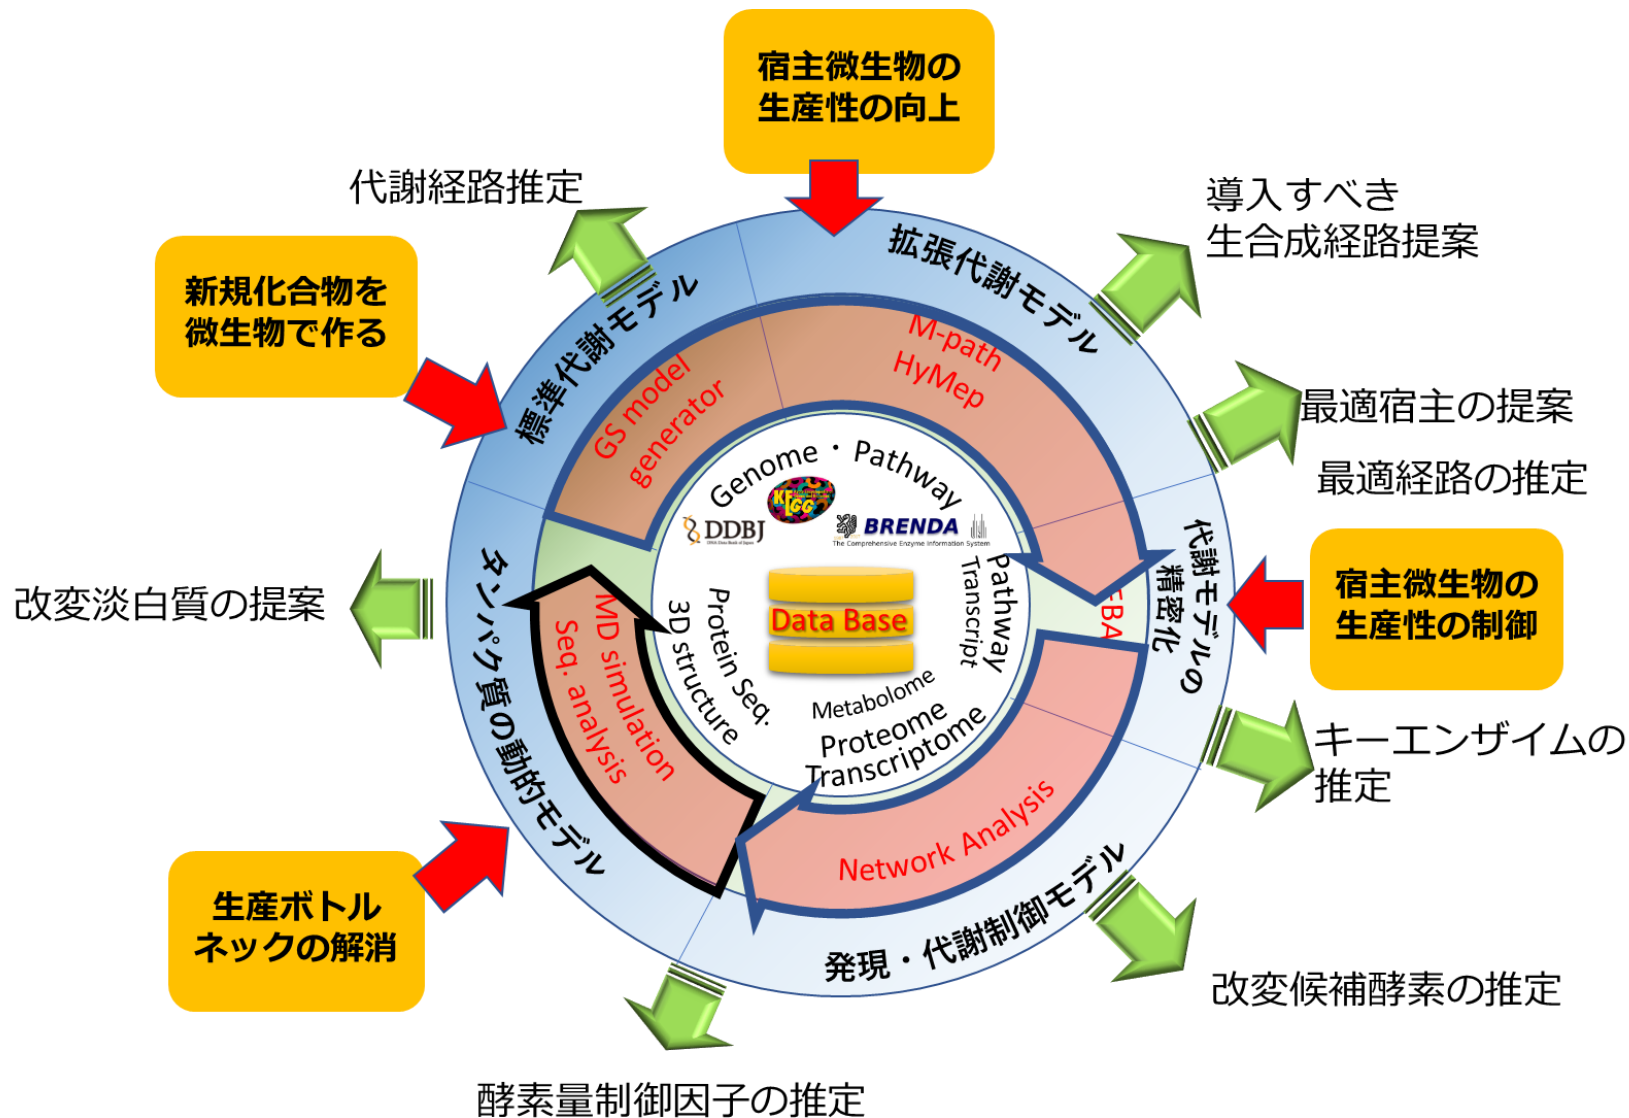 宿主微生物の
生産性の向上
代謝経路推定
導入すべき
生合成経路提案
新規化合物を
微生物で作る
標準代謝モデル
拡張代謝モデル
GS model
generator
M-path
HyMep
最適宿主の提案
最適経路の推定
Genome・Pathway
KEGG
DDBJ
BRENDA
The Comprehensive Enzyme Information System
Pathway
Transcript
Data Base
Protein Seq.
3D structure
Metabolome
Proteome
Transcriptome
FBA
代謝モデルの
精密化
宿主微生物の
生産性の制御
改変淡白質の提案
タンパク質の動的モデル
MD simulation
Seq. analysis
キーエンザイムの
推定
Network Analysis
発現・代謝制御モデル
生産ボトル
ネックの解消
改変候補酵素の推定
酵素量制御因子の推定